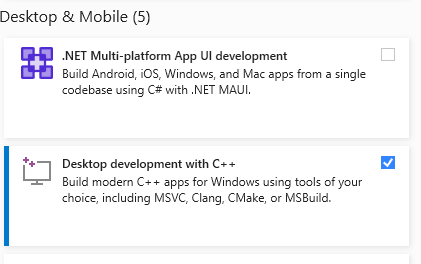 Desktop & Mobile (5)
.NET Multi-platform App UI development
Build Android, iOS, Windows, and Mac apps from a single
codebase using C# with .NET MAUI.
Desktop development with C++
Build modern C++ apps for Windows using tools of your
choice, including MSVC, Clang, CMake, or MSBuild.